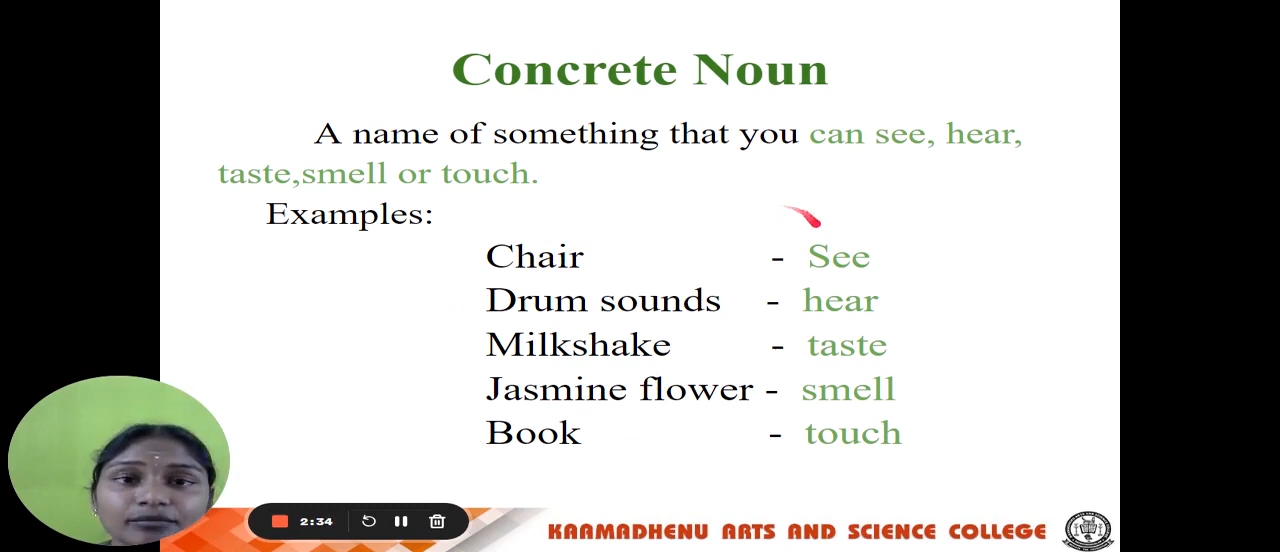 Concrete Noun
A name of something that you can see, hear,
taste,smell or touch.
Examples:
Chair - See
Drum sounds - hear
Milkshake - taste
Jasmine flower - smell
Book - touch
2:34
KAAMADHENU ARTS AND SCIENCE COLLEGE